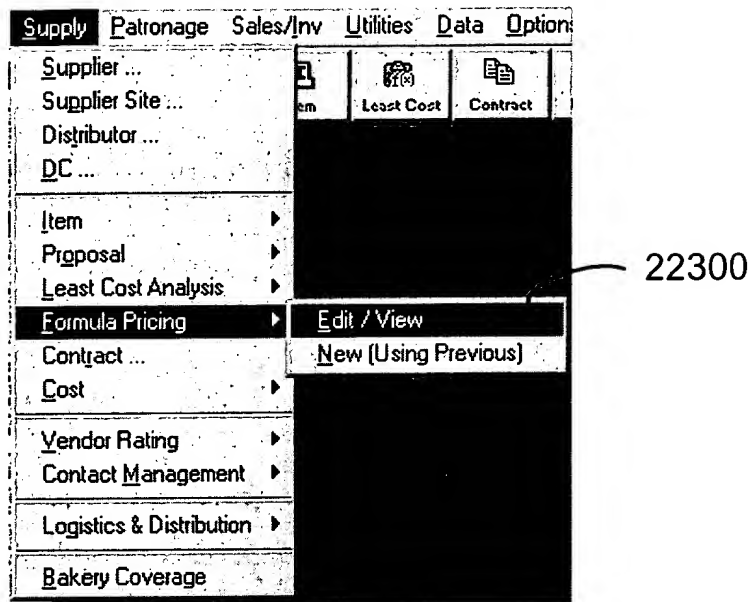 Supply Patronage Sales/Inv Utilities Data Option
Supplier ...
Supplier Site ...
Distributor ...
DC ...
Least Cost Contract
Item
Proposal
Least Cost Analysis
Formula Pricing
Edit / View
22300
New (Using Previous)
Contract ...
Cost
Vendor Rating
Contact Management
Logistics & Distribution
Bakery Coverage